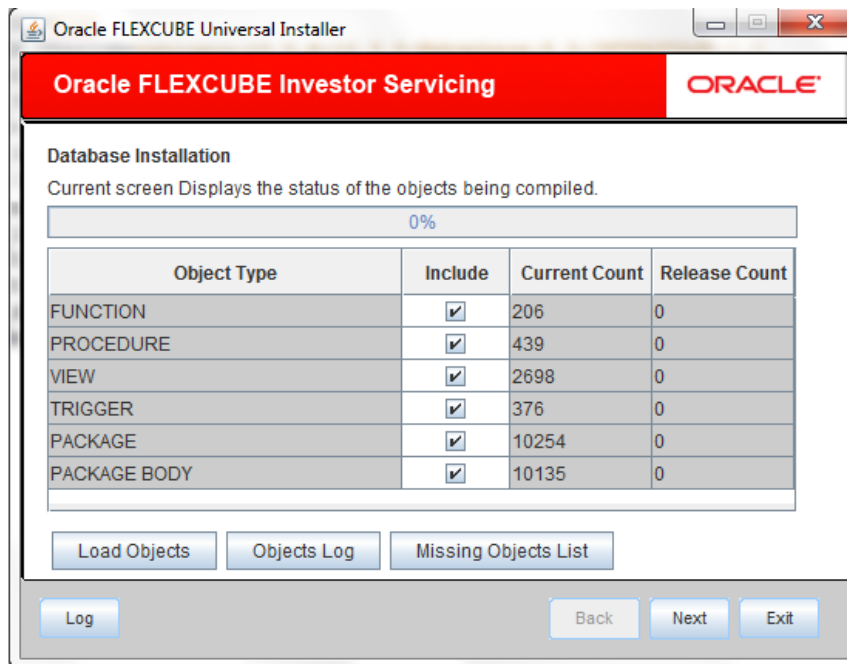 Oracle FLEXCUBE Universal Installer
Oracle FLEXCUBE Investor Servicing
ORACLE
Database Installation
Current screen Displays the status of the objects being compiled.
0%
Object Type Include Current Count Release Count
FUNCTION 206 0
PROCEDURE 439 0
VIEW 2698 0
TRIGGER 376 0
PACKAGE 10254 0
PACKAGE BODY 10135 0
Load Objects Objects Log Missing Objects List
Log Back Next Exit